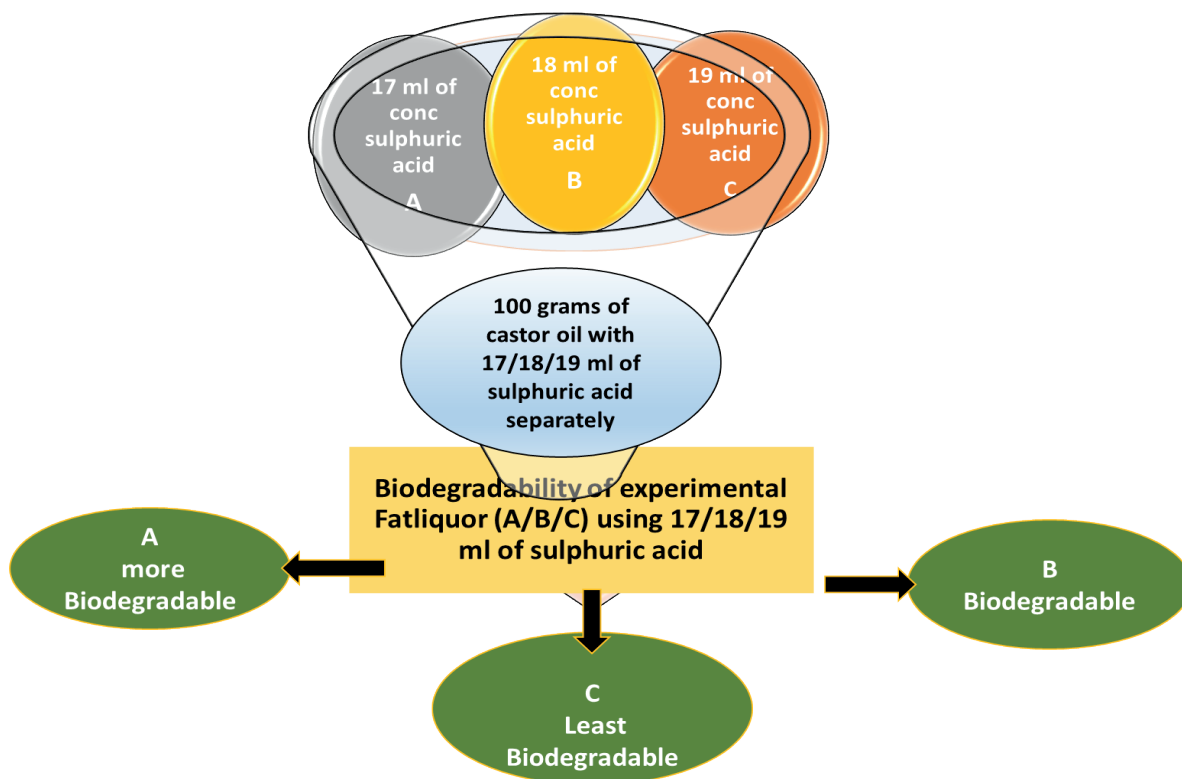 17 ml of
conc
sulphuric
acid
A
18 ml of
conc
sulphuric
acid
B
19 ml of
conc
sulphuric
acid
C
100 grams of
castor oil with
17/18/19 ml of
sulphuric acid
separately
Biodegradability of experimental
Fatliquor (A/B/C) using 17/18/19
ml of sulphuric acid
A
more
Biodegradable
B
Biodegradable
C
Least
Biodegradable